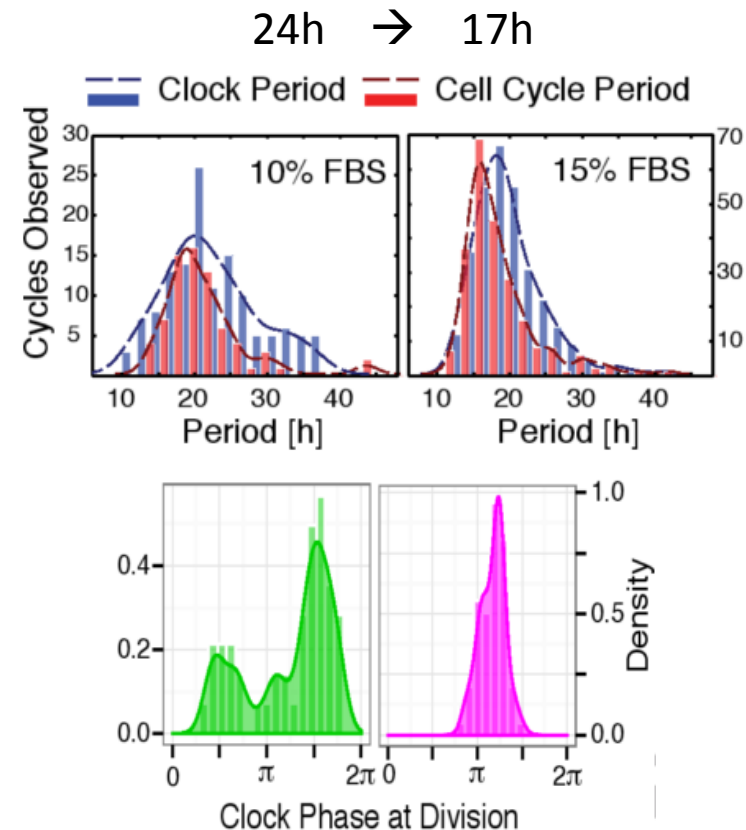 24h → 17h
Clock Period Cell Cycle Period
Cycles Observed
30
25
20
15
10
5
10% FBS
10 20 30 40
Period [h]
15% FBS
70
50
30
10
10 20 30 40
Period [h]
0.4
0.2
0.0
0 π 2π
1.0
0.5
0.0
Density
0 π 2π
Clock Phase at Division